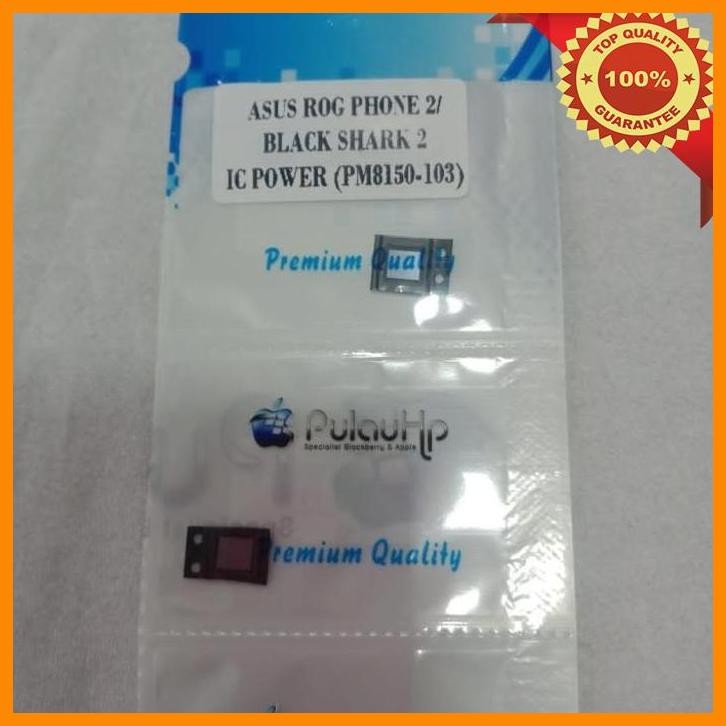 TOP QUALITY
100%
GUARANTEE
ASUS ROG PHONE 2/
BLACK SHARK 2
IC POWER (PM8150-103)
Premium Quality
PulauHp
Specialist Blackberry & Apple
remium Quality